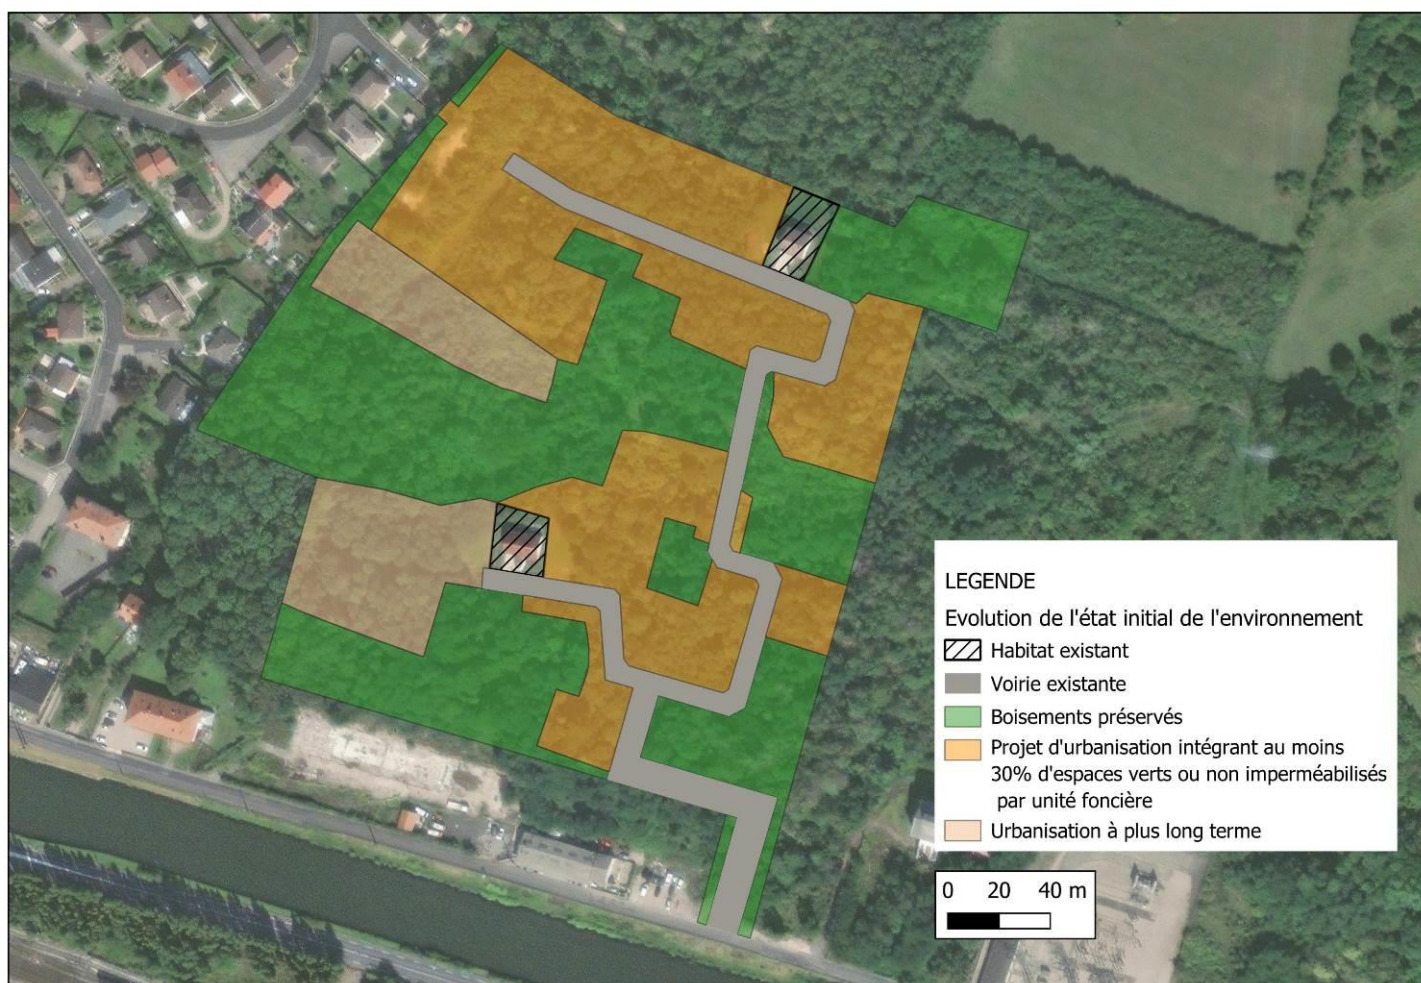 LEGENDE
Evolution de l'état initial de l'environnement
Habitat existant
Voirie existante
Boisements préservés
Projet d'urbanisation intégrant au moins
30% d'espaces verts ou non imperméabilisés
par unité foncière
Urbanisation à plus long terme
0 20 40 m